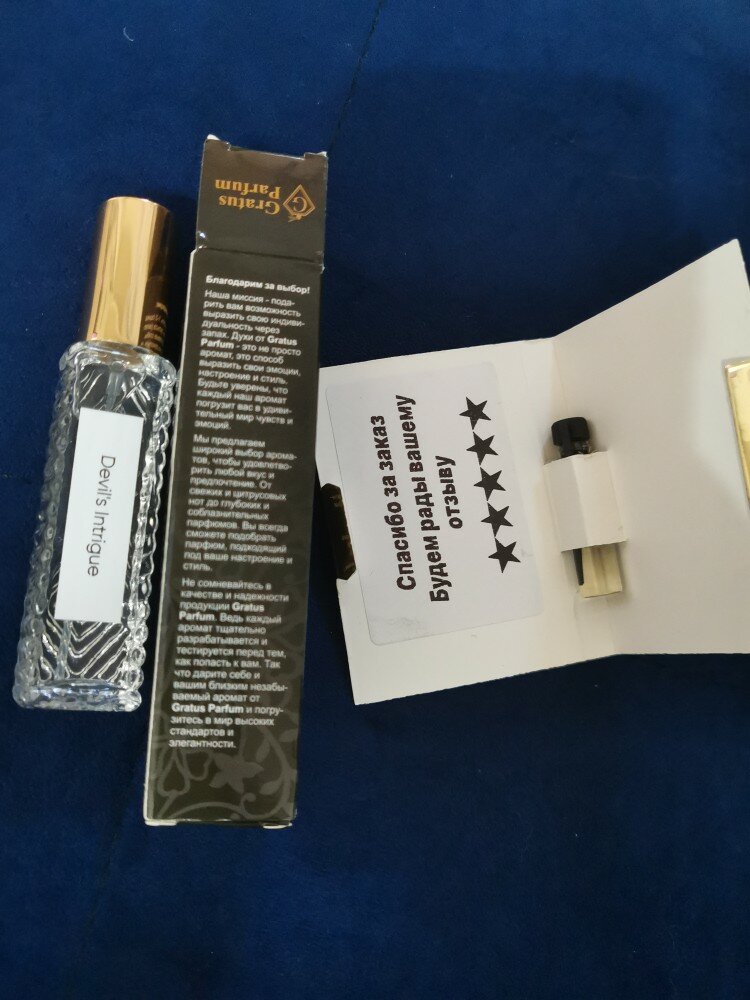 Devil's Intrigue
Gratus
Parfum
Благодарим за выбор!
Наша миссия - пода-
рить вам возможность
выразить свою индиви-
дуальность через
запах. Духи от Gratus
Parfum - это не просто
аромат, это способ
выразить свои эмоции,
настроение и стиль.
Будьте уверены, что
каждый наш аромат
погрузит вас в удиви-
тельный мир чувств и
эмоций.
Мы предлагаем
широкий выбор арома-
тов, чтобы удовлетво-
рить любой вкус и
предпочтение. От
свежих и цитрусовых
нот до глубоких и
соблазнительных
парфюмов. Вы всегда
сможете подобрать
парфюм, подходящий
под ваше настроение и
стиль.
Не сомневайтесь в
качестве и надежности
продукции Gratus
Parfum. Ведь каждый
аромат тщательно
разрабатывается и
тестируется перед тем,
как попасть к вам. Так
что дарите себе и
вашим близким незабы-
ваемый аромат от
Gratus Parfum и погру-
зитесь в мир высоких
стандартов и
элегантности.
Спасибо за заказ
Будем рады вашему
отзыву